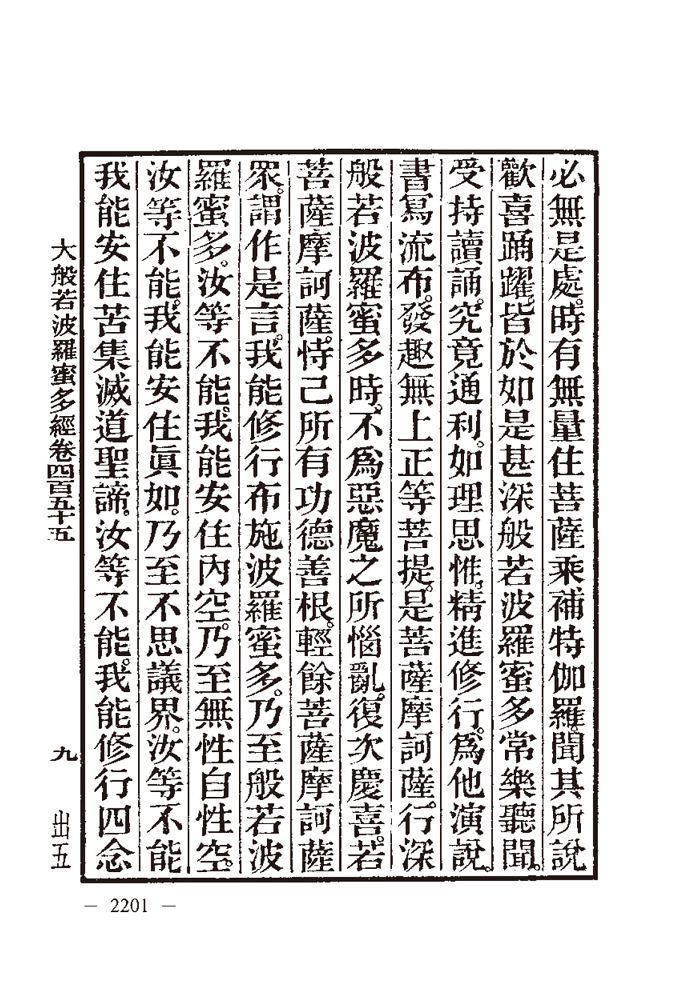 必無是處。時有無量住菩薩乘補特伽羅。聞其所說
歡喜踊躍。皆於如是甚深般若波羅蜜多常樂聽聞。
受持讀誦。究竟通利。如理思惟。精進修行。爲他演說。
書寫流布。發趣無上正等菩提。是菩薩摩訶薩。行深
般若波羅蜜多時。不爲惡魔之所惱亂。復次慶喜。若
菩薩摩訶薩。恃己所有功德善根。輕餘菩薩摩訶薩
眾。謂作是言。我能修行布施波羅蜜多。乃至般若波
羅蜜多。汝等不能。我能安住內空。乃至無性自性空。
汝等不能。我能安住眞如。乃至不思議界。汝等不能
我能安住苦集滅道聖諦。汝等不能。我能修行四念
大般若波羅蜜多經卷四百五十五 九 出五
— 2201 —